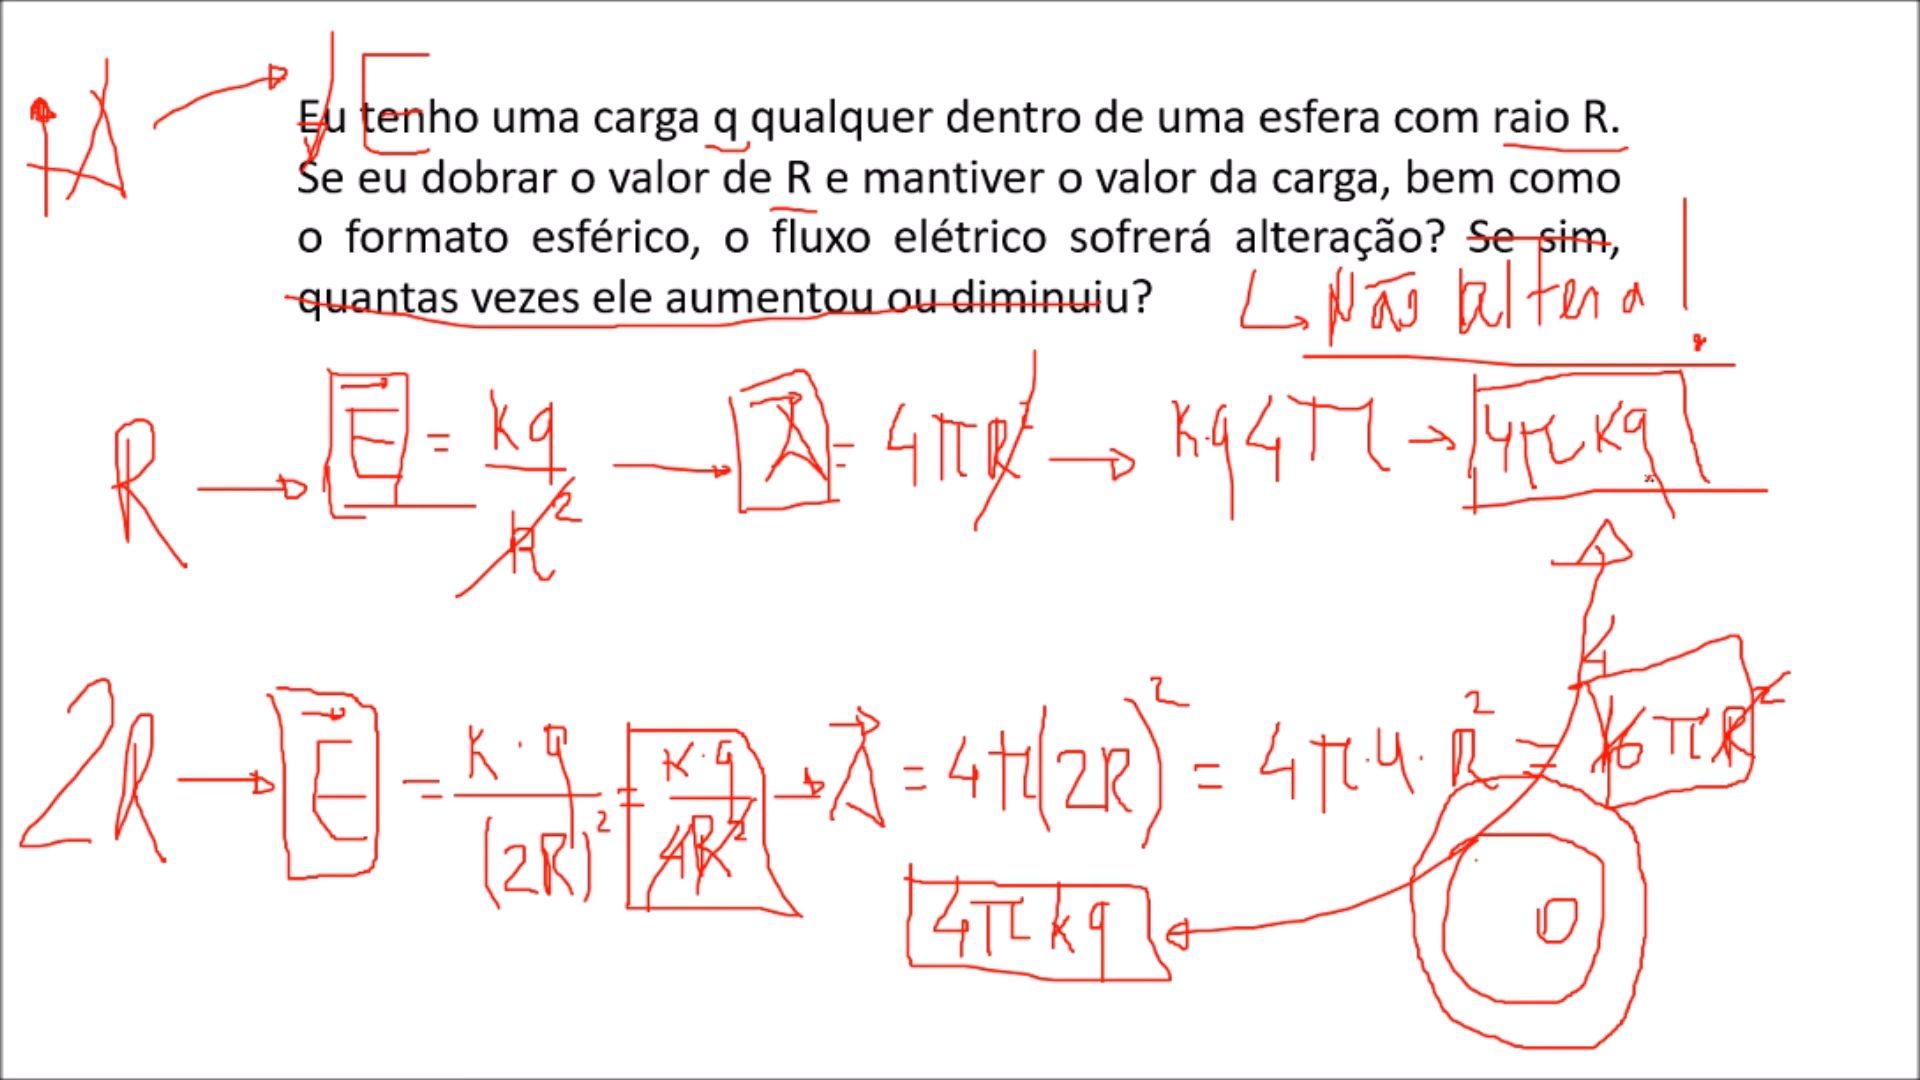 ↑A → ↓E
Eu tenho uma carga q qualquer dentro de uma esfera com raio R.
Se eu dobrar o valor de R e mantiver o valor da carga, bem como
o formato esférico, o fluxo elétrico sofrerá alteração? Se sim,
quantas vezes ele aumentou ou diminuiu?
↳ Não altera!
R → E = kq/R² → A = 4πR² → k.q4π → 4πkq
2R → E = k.q/(2R)² = k.q/4R² → A = 4π(2R)² = 4π.4.R² = 16πR²
4
4πkq